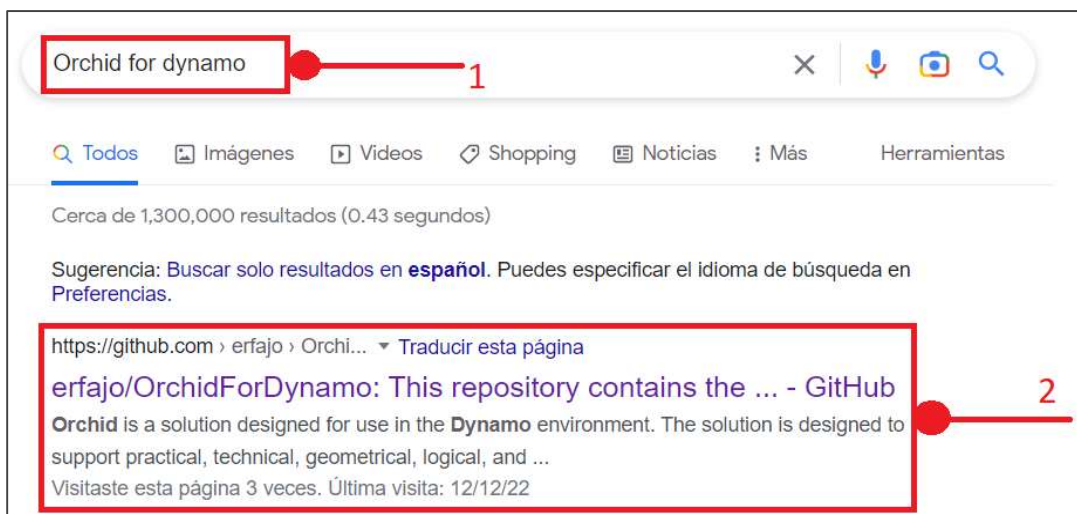 Orchid for dynamo
1
Todos Imágenes Videos Shopping Noticias Más Herramientas
Cerca de 1,300,000 resultados (0.43 segundos)
Sugerencia: Buscar solo resultados en español. Puedes especificar el idioma de búsqueda en
Preferencias.
https://github.com › erfajo › Orchi... Traducir esta página
erfajo/OrchidForDynamo: This repository contains the ... - GitHub
2
Orchid is a solution designed for use in the Dynamo environment. The solution is designed to
support practical, technical, geometrical, logical, and ...
Visitaste esta página 3 veces. Última visita: 12/12/22